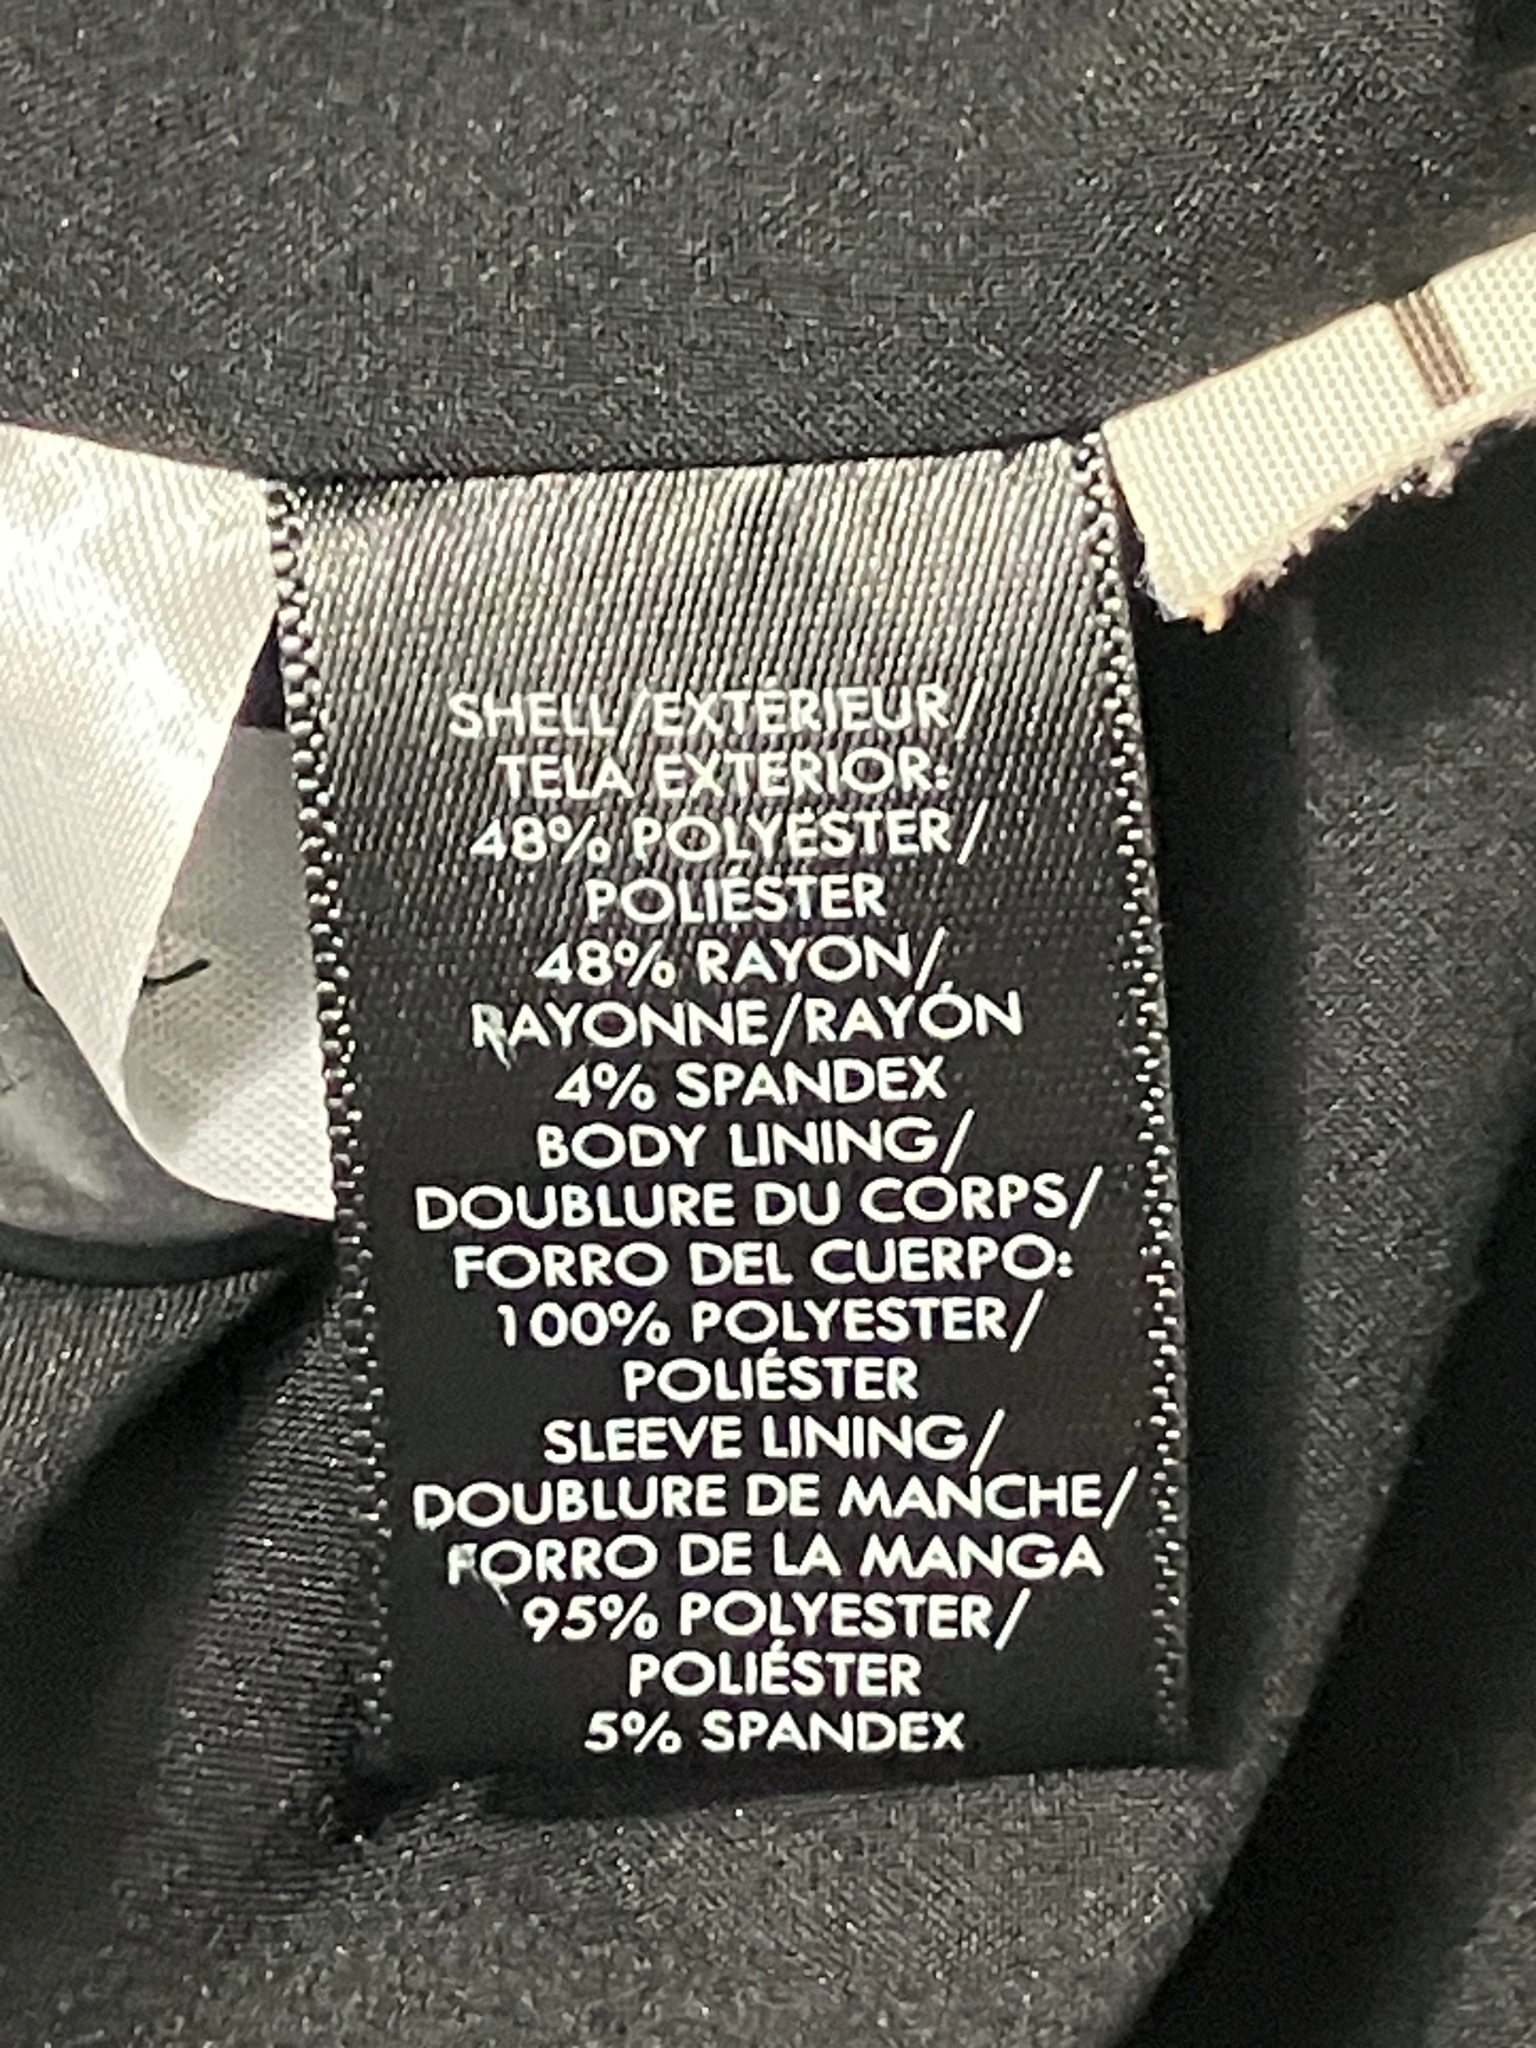 SHELL/EXTÉRIEUR/
TELA EXTERIOR:
48% POLYESTER/
POLIÉSTER
48% RAYON/
RAYONNE/RAYÓN
4% SPANDEX
BODY LINING/
DOUBLURE DU CORPS/
FORRO DEL CUERPO:
100% POLYESTER/
POLIÉSTER
SLEEVE LINING/
DOUBLURE DE MANCHE/
FORRO DE LA MANGA
95% POLYESTER/
POLIÉSTER
5% SPANDEX